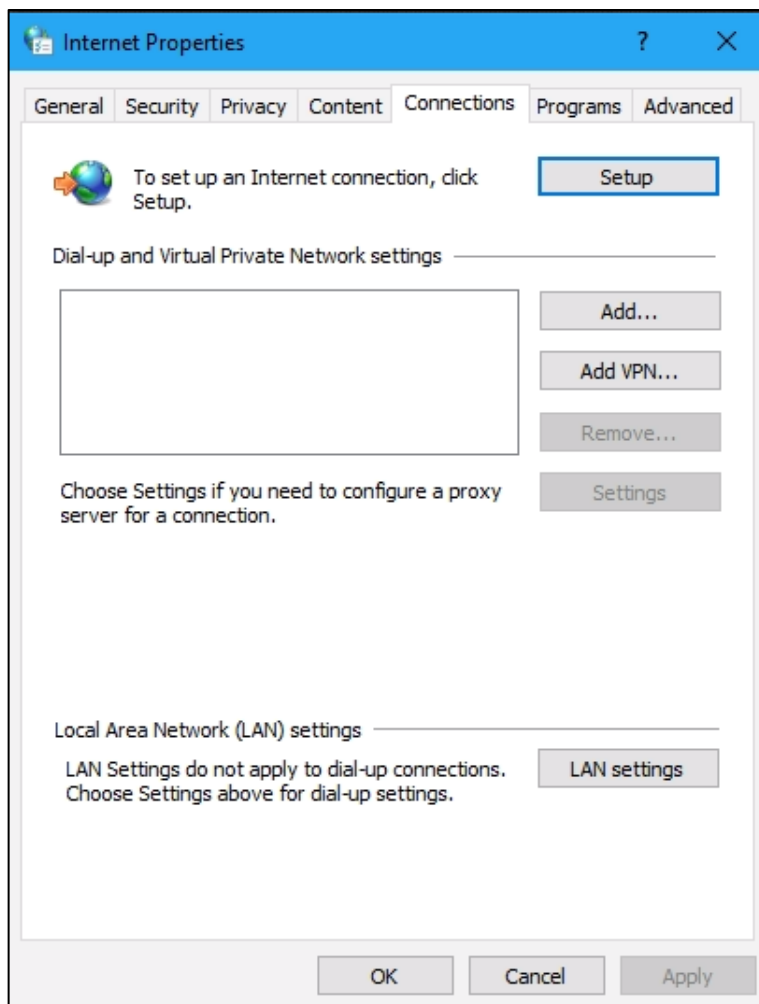 Internet Properties
?
General Security Privacy Content Connections Programs Advanced
To set up an Internet connection, click
Setup.
Setup
Dial-up and Virtual Private Network settings
Add...
Add VPN...
Remove...
Choose Settings if you need to configure a proxy
server for a connection.
Settings
Local Area Network (LAN) settings
LAN Settings do not apply to dial-up connections.
Choose Settings above for dial-up settings.
LAN settings
OK Cancel Apply